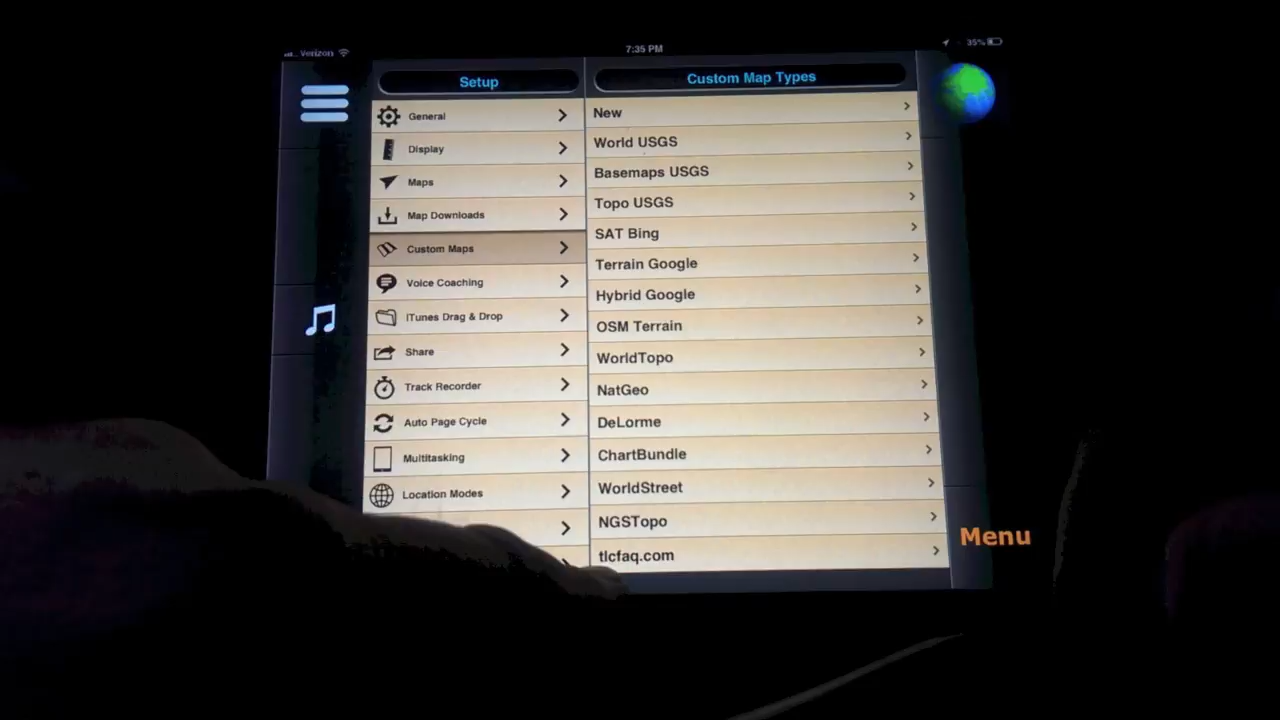 Verizon
7:35 PM
35%
Setup
General
Display
Maps
Map Downloads
Custom Maps
Voice Coaching
iTunes Drag & Drop
Share
Track Recorder
Auto Page Cycle
Multitasking
Location Modes
Custom Map Types
New
World USGS
Basemaps USGS
Topo USGS
SAT Bing
Terrain Google
Hybrid Google
OSM Terrain
WorldTopo
NatGeo
DeLorme
ChartBundle
WorldStreet
NGSTopo
tlcfaq.com
Menu